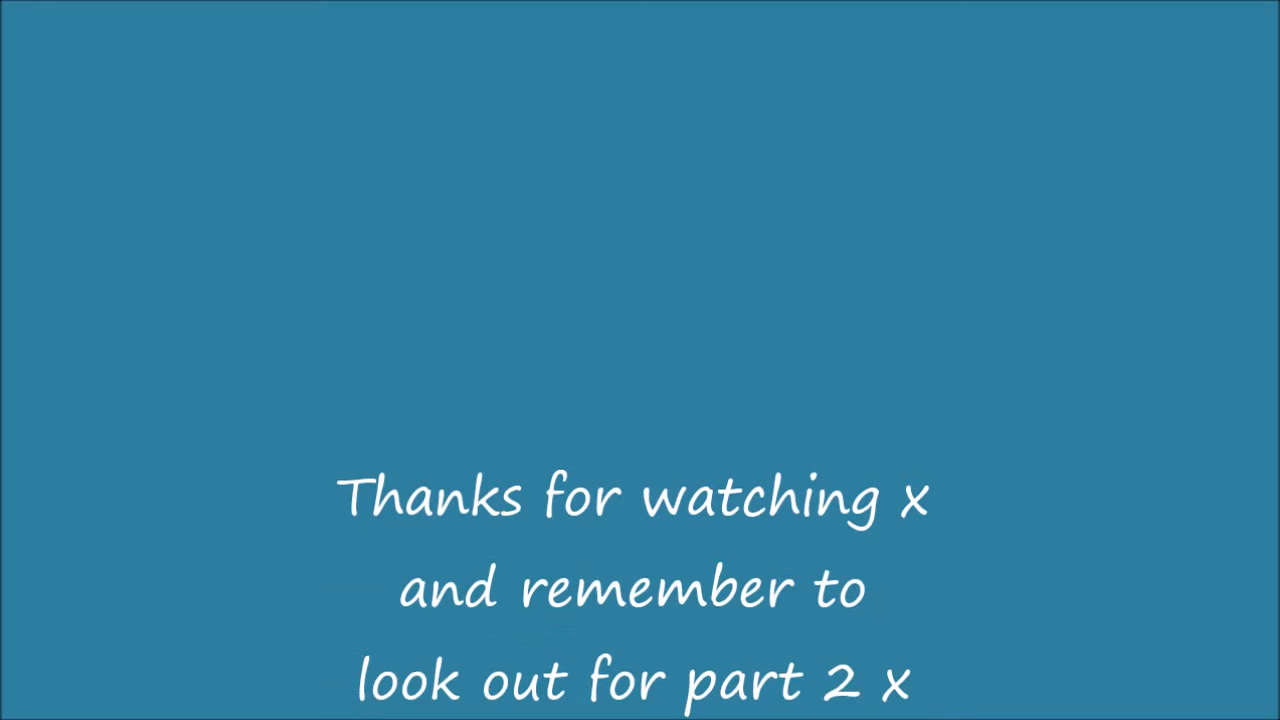 Thanks for watching x
and remember to
look out for part 2 x